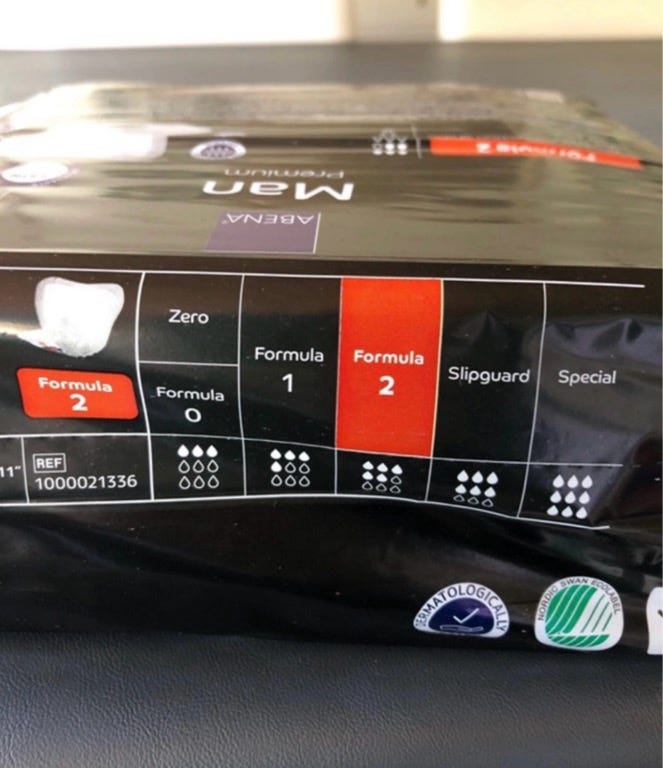 Formula 2
Man
Premium
ABENA®
Zero
Formula
0
Formula
1
Formula
2
Slipguard
Special
Formula
2
11"
REF
1000021336
DERMATOLOGICALLY
NORDIC SWAN ECOLABEL